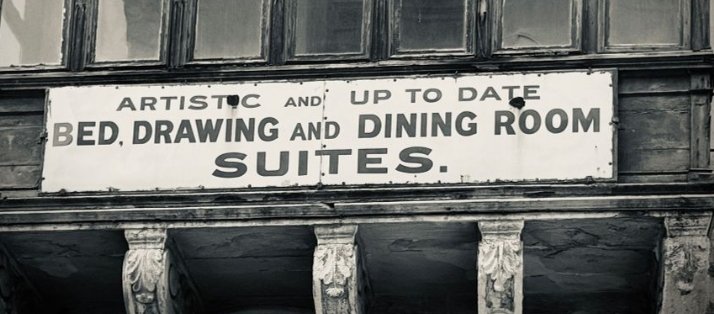 ARTISTIC AND UP TO DATE
BED, DRAWING AND DINING ROOM
SUITES.